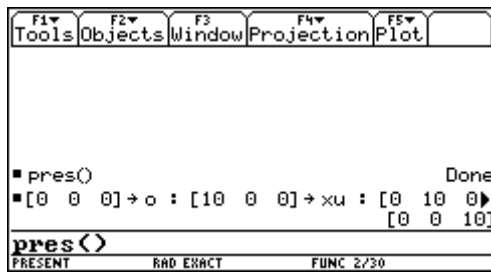 F1▼ F2▼ F3 F4▼ F5▼
Tools Objects Window Projection Plot
▪ pres() Done
▪ [0 0 0]→o : [10 0 0]→xu : [0 10 0▶
[0 0 10]
pres()
PRESENT RAD EXACT FUNC 2/30